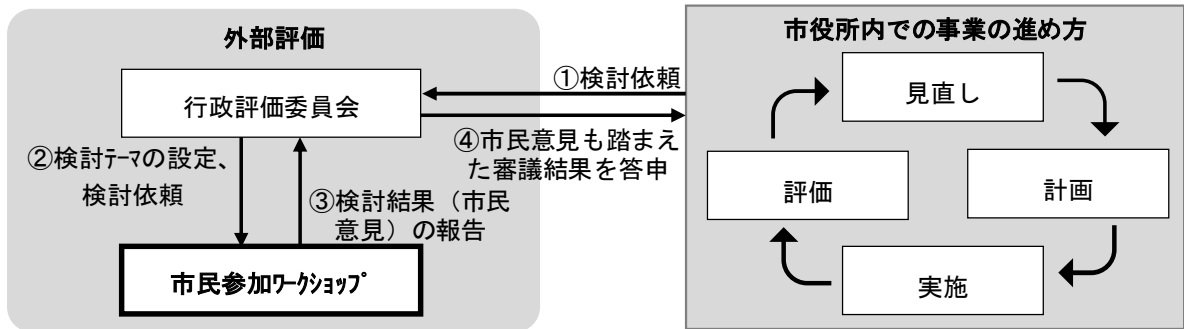 外部評価
行政評価委員会
②検討ﾃｰﾏの設定、
検討依頼
③検討結果（市民
意見）の報告
市民参加ﾜｰｸｼｮｯﾌﾟ
①検討依頼
④市民意見も踏まえ
た審議結果を答申
市役所内での事業の進め方
見直し
評価
計画
実施